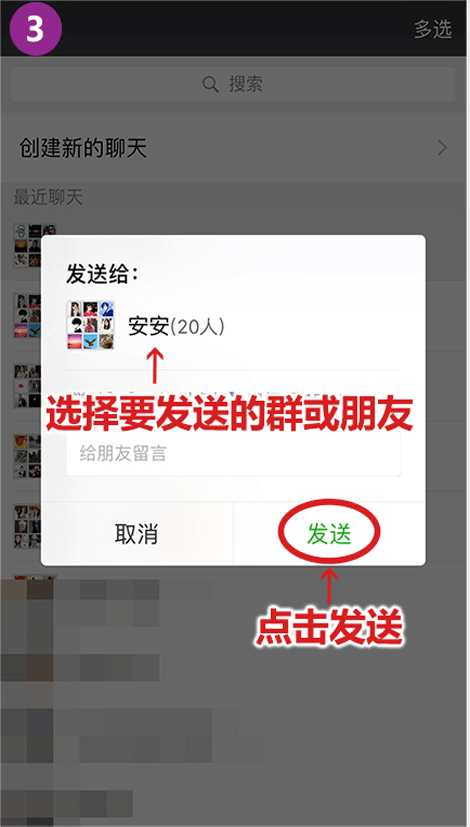 3
多选
搜索
创建新的聊天
最近聊天
发送给：
安安(20人)
选择要发送的群或朋友
给朋友留言
取消
发送
点击发送